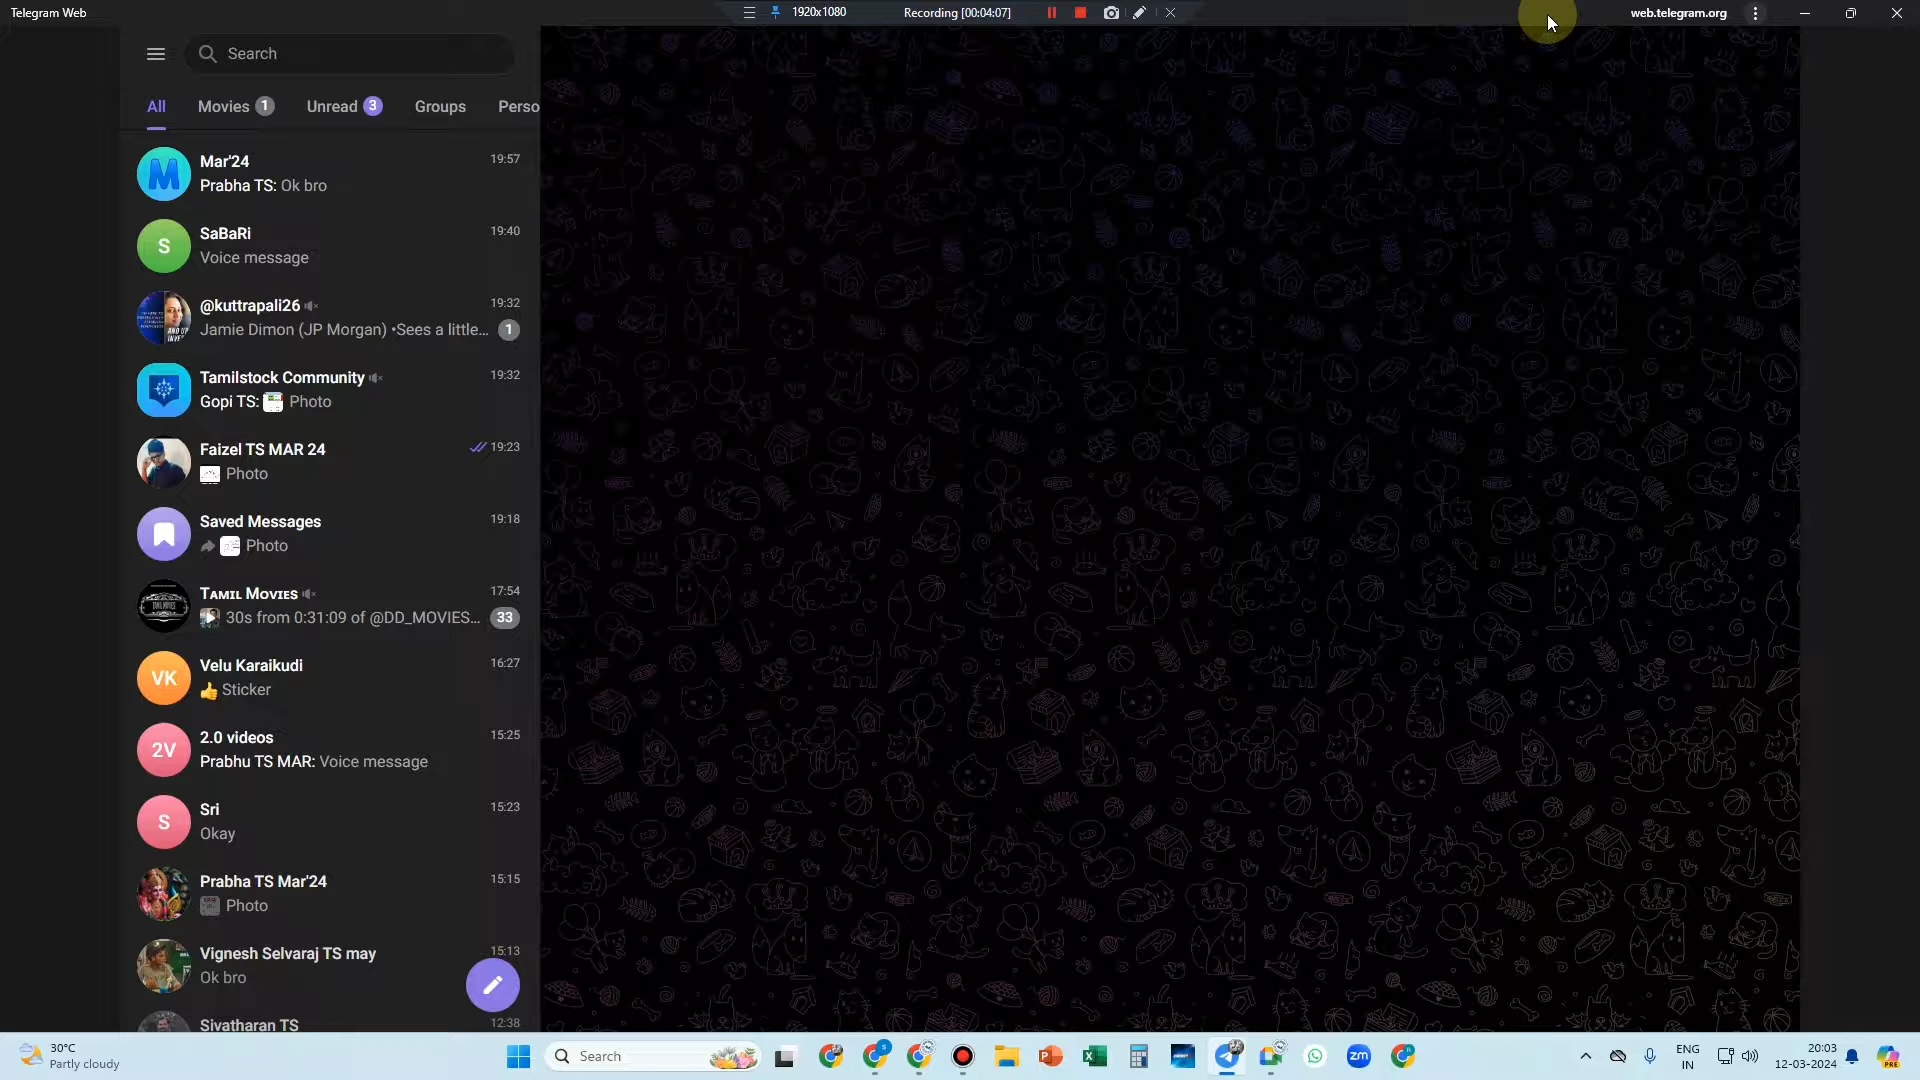 Telegram Web
1920x1080
Recording [00:04:07]
web.telegram.org
Search
All
Movies 1
Unread 3
Groups
Perso
Mar'24
19:57
Prabha TS: Ok bro
S
SaBaRi
19:40
Voice message
@kuttrapali26
19:32
Jamie Dimon (JP Morgan) •Sees a little...
1
Tamilstock Community
19:32
Gopi TS: Photo
Faizel TS MAR 24
19:23
Photo
Saved Messages
19:18
Photo
Tᴀᴍɪʟ Mᴏᴠɪᴇs
17:54
30s from 0:31:09 of @DD_MOVIES...
33
VK
Velu Karaikudi
16:27
👍 Sticker
2V
2.0 videos
15:25
Prabhu TS MAR: Voice message
S
Sri
15:23
Okay
Prabha TS Mar'24
15:15
Photo
Vignesh Selvaraj TS may
15:13
Ok bro
Sivatharan TS
12:38
30°C
Partly cloudy
Search
zm
ENG
IN
20:03
12-03-2024
PRE